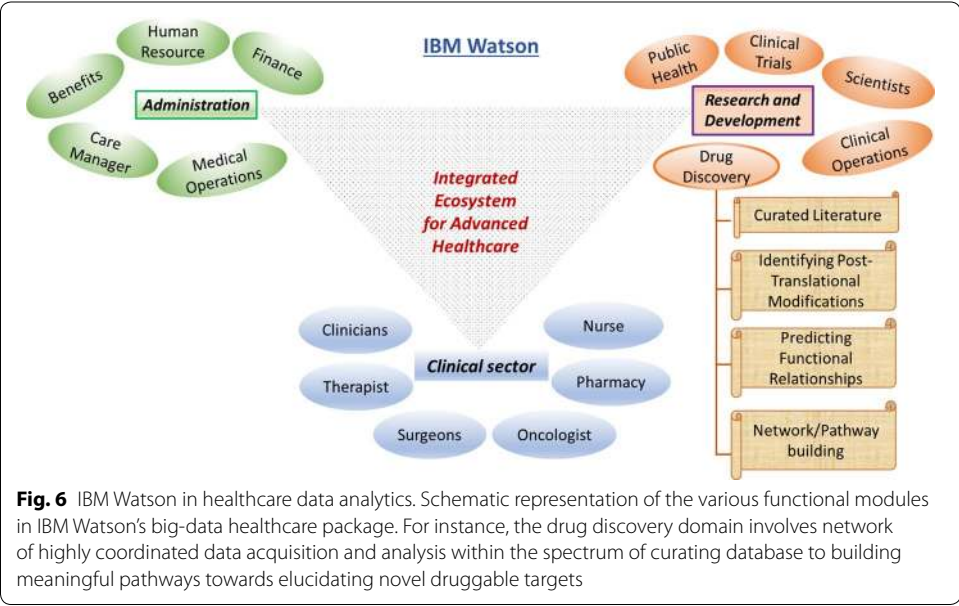 IBM Watson
Human
Resource
Finance
Benefits
Administration
Care
Manager
Medical
Operations
Public
Health
Clinical
Trials
Scientists
Research and
Development
Clinical
Operations
Drug
Discovery
Curated Literature
Identifying Post-
Translational
Modifications
Predicting
Functional
Relationships
Network/Pathway
building
Integrated
Ecosystem
for Advanced
Healthcare
Clinicians
Nurse
Clinical sector
Therapist
Pharmacy
Surgeons
Oncologist
Fig. 6 IBM Watson in healthcare data analytics. Schematic representation of the various functional modules
in IBM Watson's big-data healthcare package. For instance, the drug discovery domain involves network
of highly coordinated data acquisition and analysis within the spectrum of curating database to building
meaningful pathways towards elucidating novel druggable targets